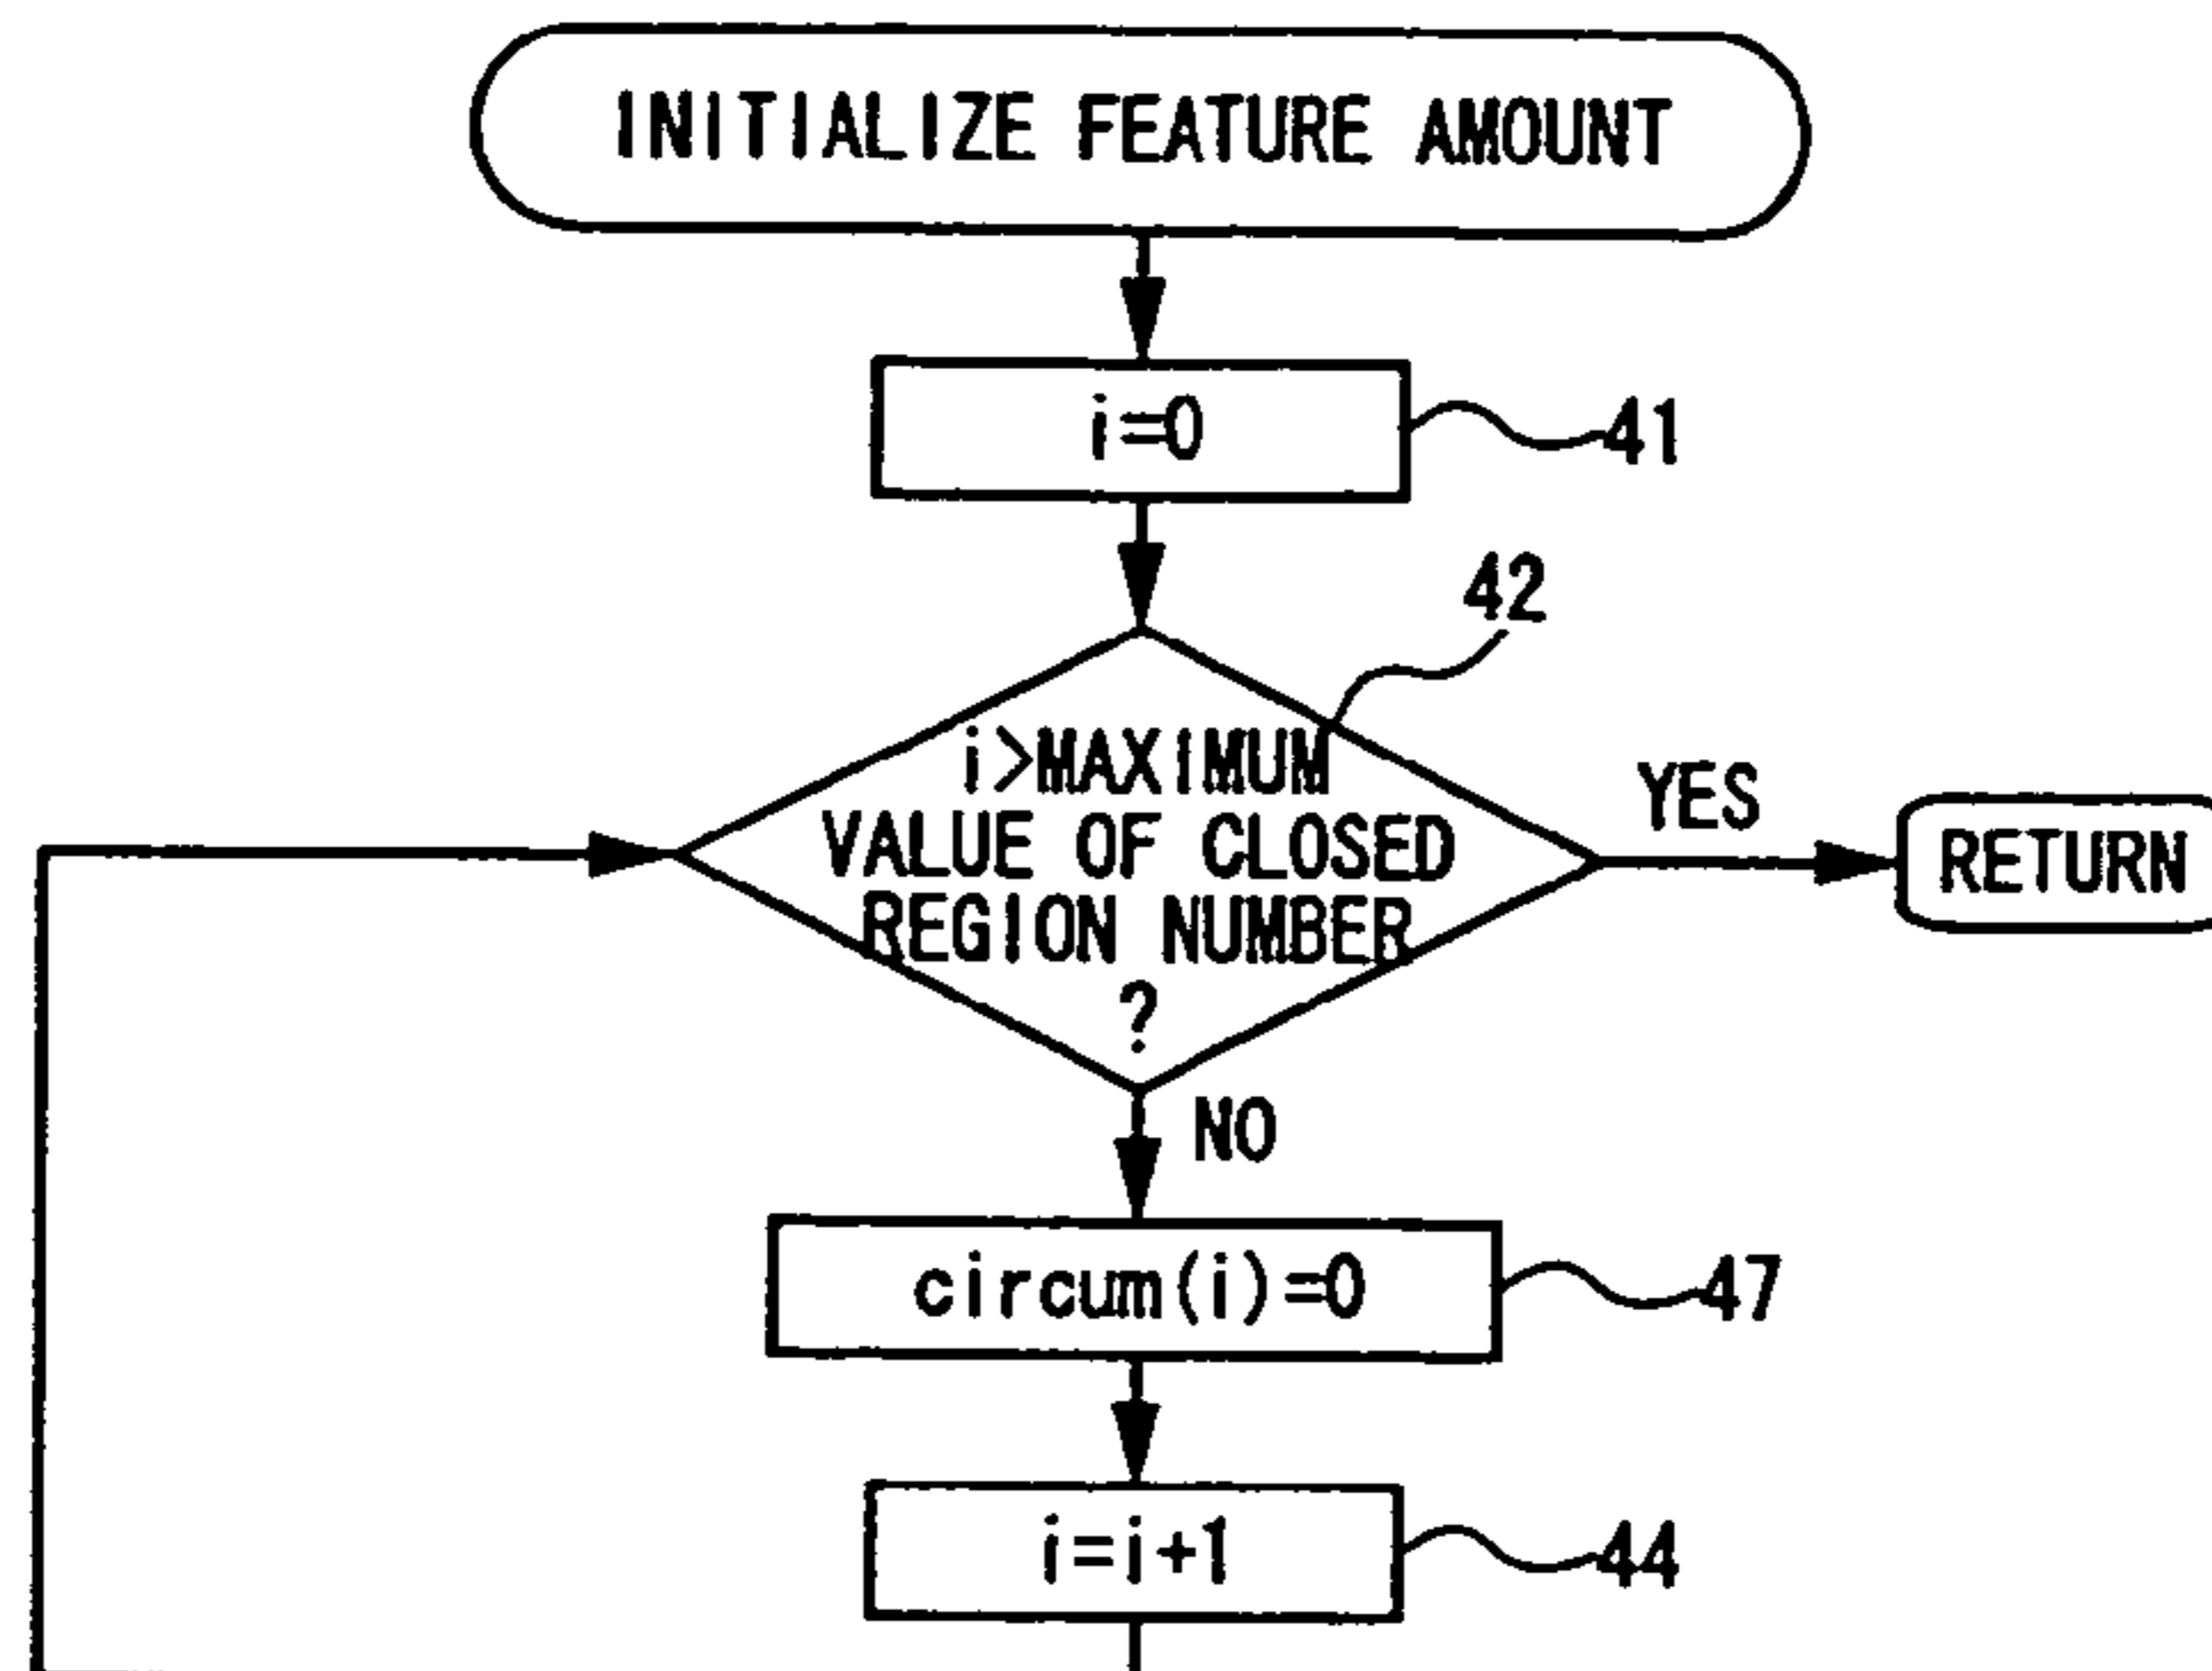 INITIALIZE FEATURE AMOUNT
i=0
41
42
i>MAXIMUM
VALUE OF CLOSED
REGION NUMBER
?
YES
RETURN
NO
circum(i)=0
47
i=i+1
44